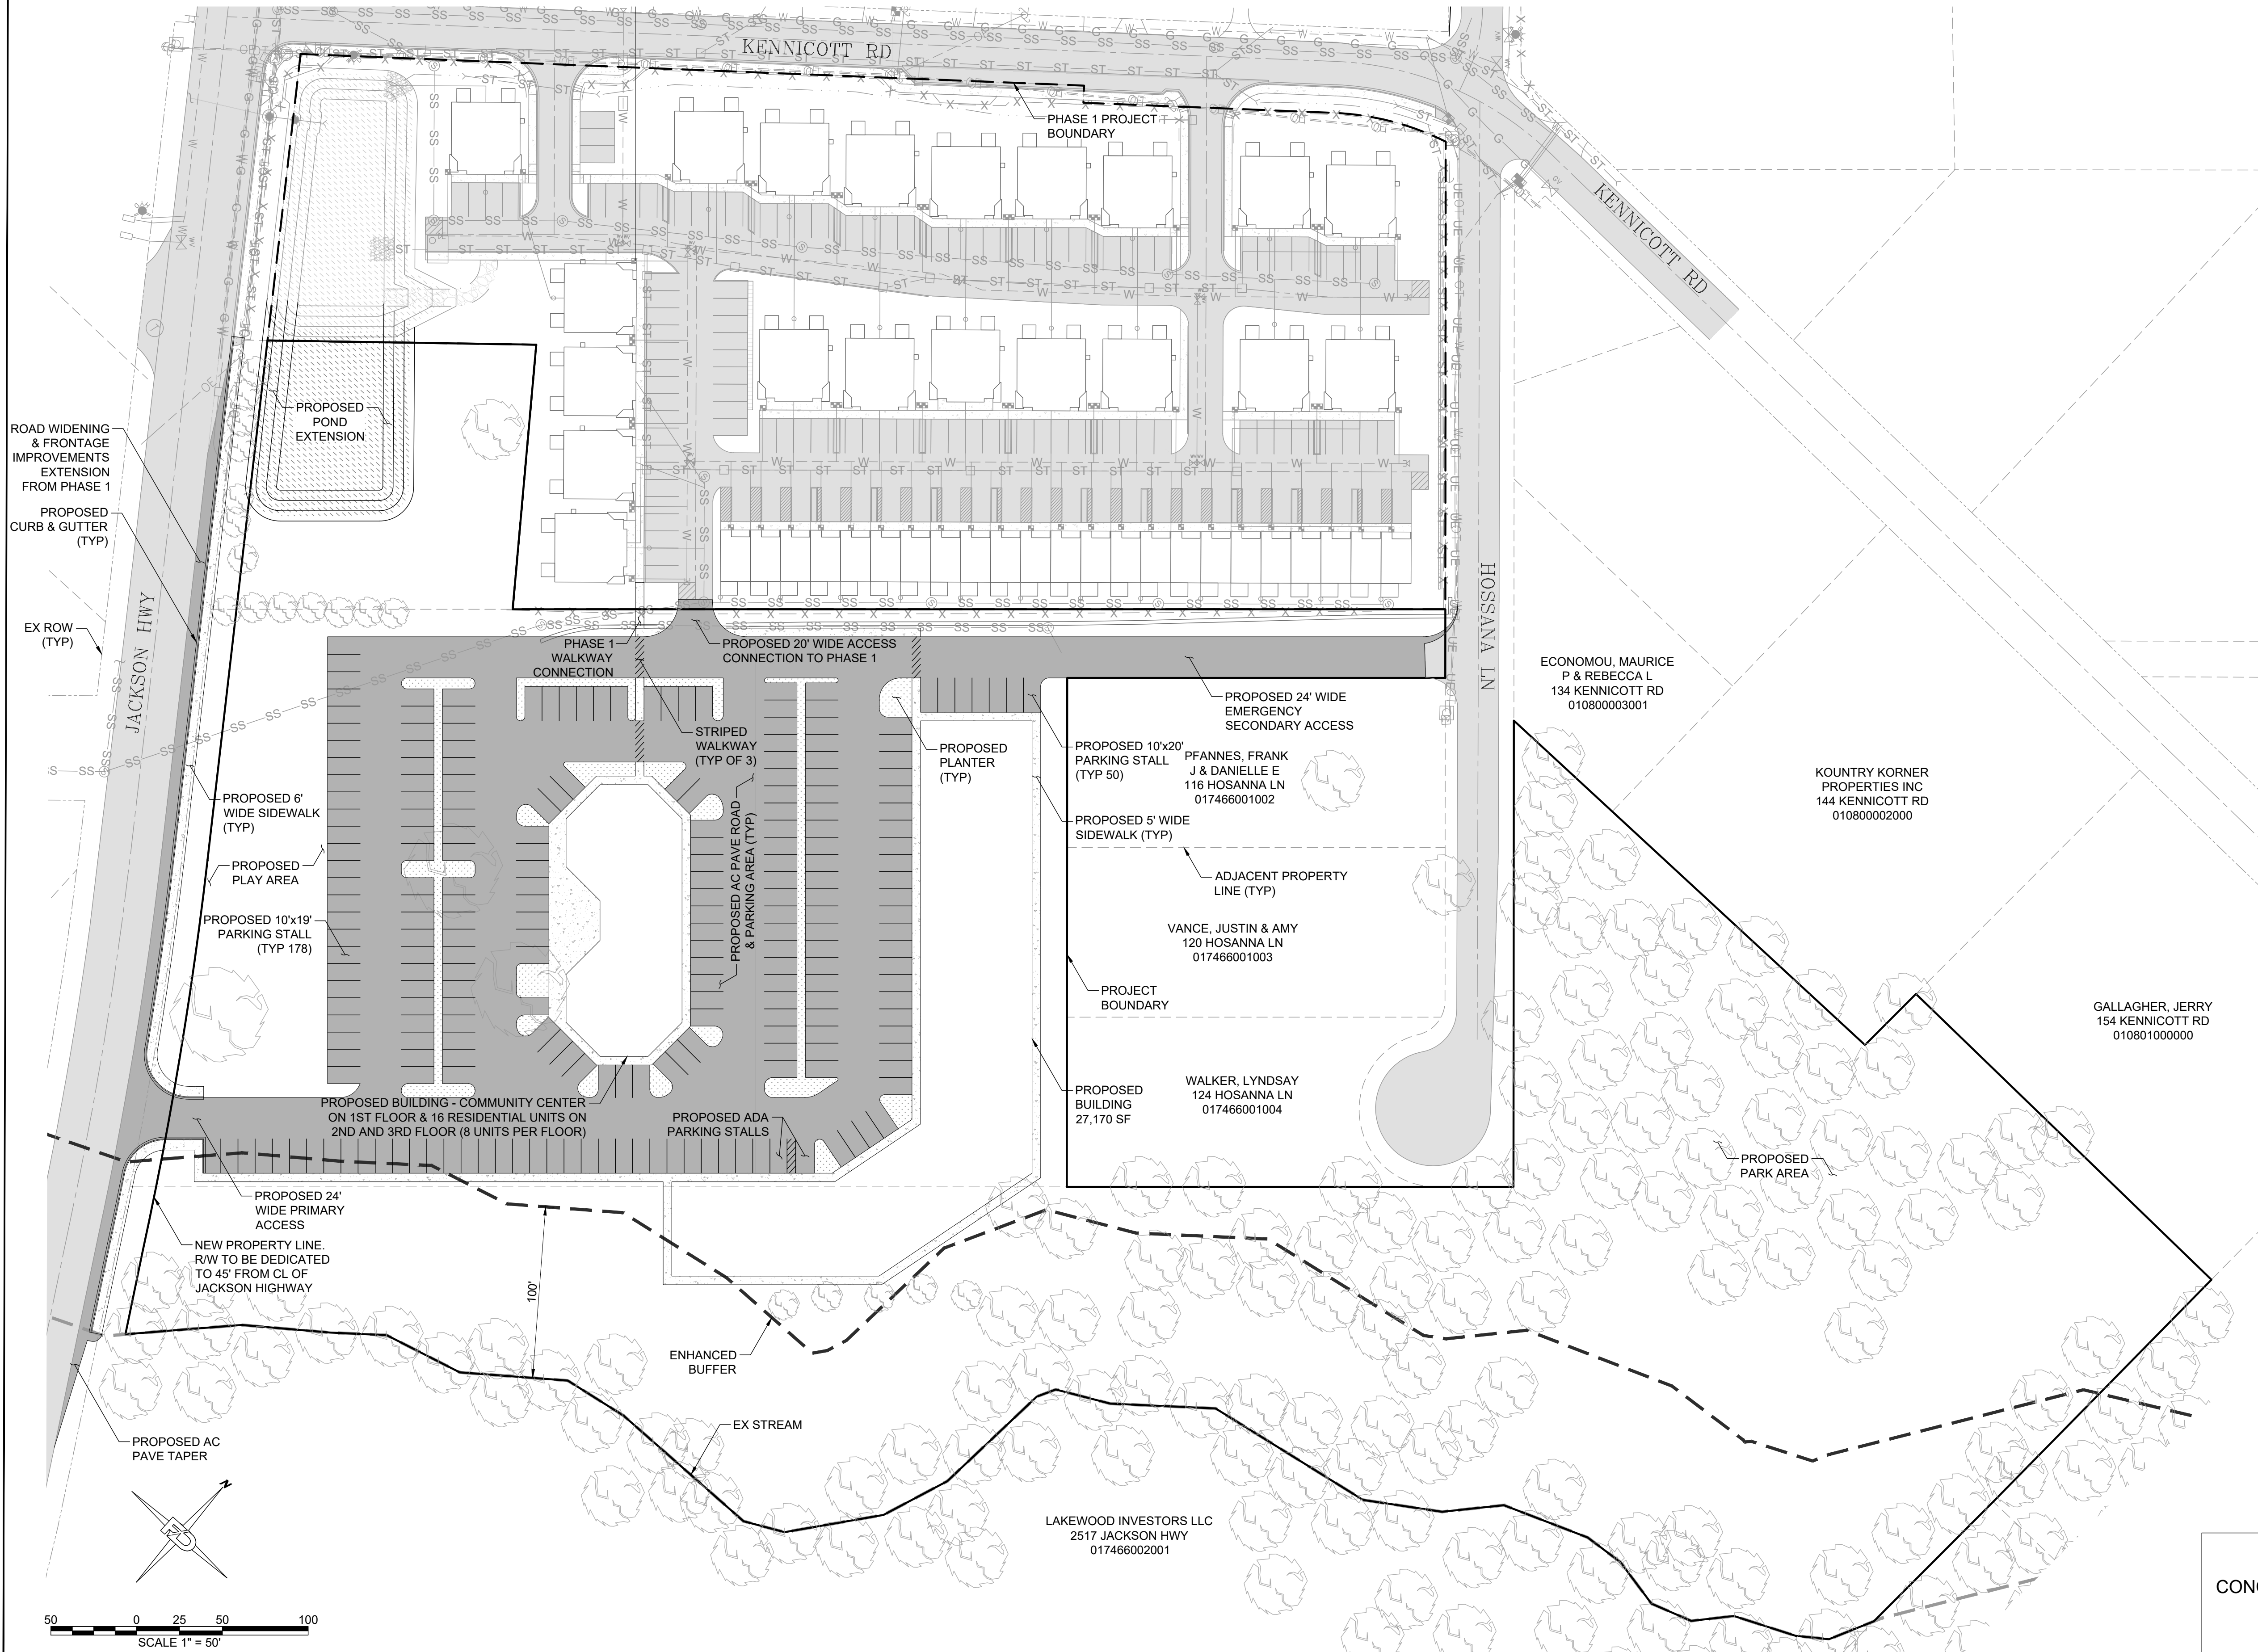 KENNICOTT RD
PHASE 1 PROJECT
BOUNDARY
KENNICOTT RD
PROPOSED
POND
EXTENSION
ROAD WIDENING
& FRONTAGE
IMPROVEMENTS
EXTENSION
FROM PHASE 1
PROPOSED
CURB & GUTTER
(TYP)
EX ROW
(TYP)
JACKSON HWY
HOSSANA LN
PHASE 1
WALKWAY
CONNECTION
PROPOSED 20' WIDE ACCESS
CONNECTION TO PHASE 1
STRIPED
WALKWAY
(TYP OF 3)
PROPOSED
PLANTER
(TYP)
PROPOSED 24' WIDE
EMERGENCY
SECONDARY ACCESS
PROPOSED 10'x20'
PARKING STALL
(TYP 50)
PFANNES, FRANK
J & DANIELLE E
116 HOSANNA LN
017466001002
PROPOSED 5' WIDE
SIDEWALK (TYP)
ADJACENT PROPERTY
LINE (TYP)
ECONOMOU, MAURICE
P & REBECCA L
134 KENNICOTT RD
010800003001
KOUNTRY KORNER
PROPERTIES INC
144 KENNICOTT RD
010800002000
GALLAGHER, JERRY
154 KENNICOTT RD
010801000000
PROPOSED 6'
WIDE SIDEWALK
(TYP)
PROPOSED
PLAY AREA
PROPOSED 10'x19'
PARKING STALL
(TYP 178)
PROPOSED AC PAVE ROAD
& PARKING AREA (TYP)
VANCE, JUSTIN & AMY
120 HOSANNA LN
017466001003
PROJECT
BOUNDARY
WALKER, LYNDSAY
124 HOSANNA LN
017466001004
PROPOSED
BUILDING
27,170 SF
PROPOSED BUILDING - COMMUNITY CENTER
ON 1ST FLOOR & 16 RESIDENTIAL UNITS ON
2ND AND 3RD FLOOR (8 UNITS PER FLOOR)
PROPOSED ADA
PARKING STALLS
PROPOSED
PARK AREA
PROPOSED 24'
WIDE PRIMARY
ACCESS
NEW PROPERTY LINE.
R/W TO BE DEDICATED
TO 45' FROM CL OF
JACKSON HIGHWAY
100'
ENHANCED
BUFFER
EX STREAM
PROPOSED AC
PAVE TAPER
LAKEWOOD INVESTORS LLC
2517 JACKSON HWY
017466002001
N
50 0 25 50 100
SCALE 1" = 50'